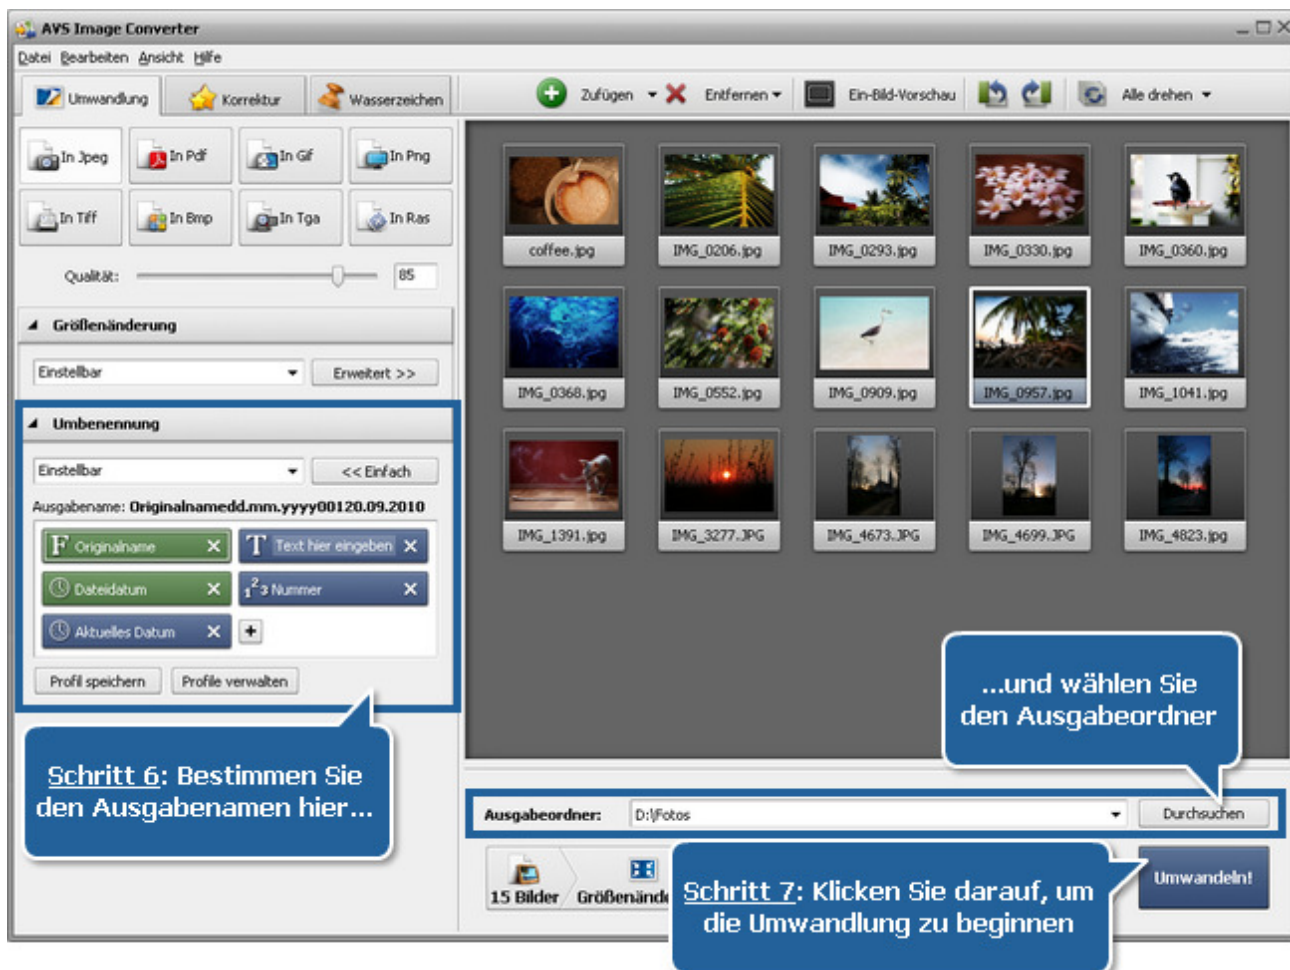 AVS Image Converter
Datei Bearbeiten Ansicht Hilfe
Umwandlung Korrektur Wasserzeichen
Zufügen Entfernen Ein-Bild-Vorschau Alle drehen
In Jpeg In Pdf In Gif In Png
In Tiff In Bmp In Tga In Ras
Qualität: 85
Größenänderung
Einstellbar Erweitert >>
Umbenennung
Einstellbar << Einfach
Ausgabename: Originalnamedd.mm.yyyy00120.09.2010
F Originalname X T Text hier eingeben X
Dateidatum X 123 Nummer X
Aktuelles Datum X +
Profil speichern Profile verwalten
Schritt 6: Bestimmen Sie
den Ausgabenamen hier...
coffee.jpg IMG_0206.jpg IMG_0293.jpg IMG_0330.jpg IMG_0360.jpg
IMG_0368.jpg IMG_0552.jpg IMG_0909.jpg IMG_0957.jpg IMG_1041.jpg
IMG_1391.jpg IMG_3277.JPG IMG_4673.JPG IMG_4699.JPG IMG_4823.jpg
...und wählen Sie
den Ausgabeordner
Ausgabeordner: D:\Fotos Durchsuchen
15 Bilder Größenände
Schritt 7: Klicken Sie darauf, um
die Umwandlung zu beginnen
Umwandeln!